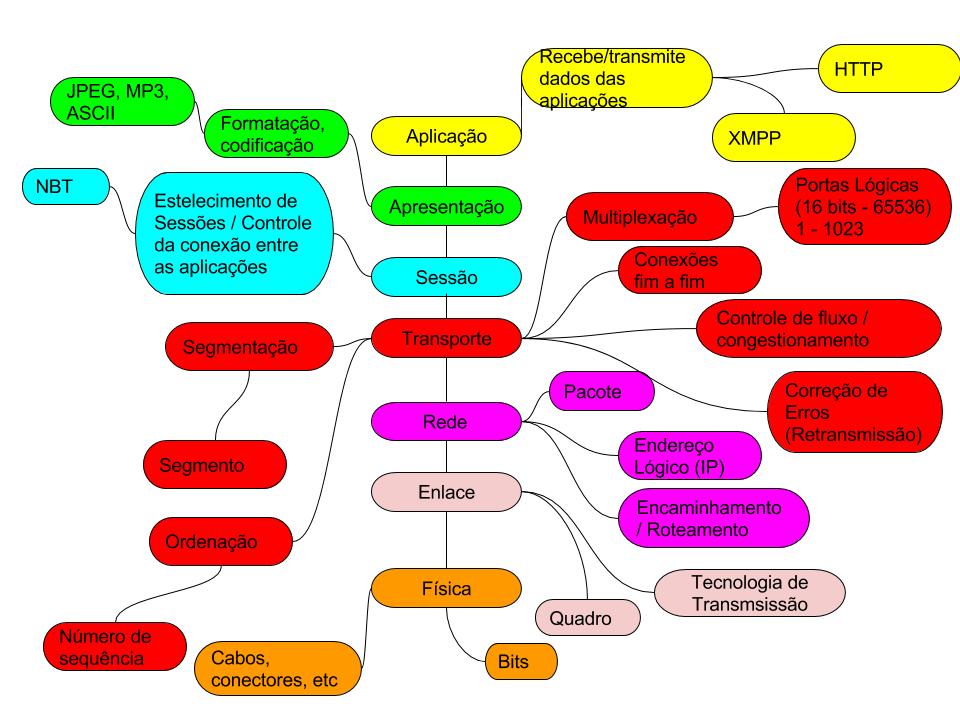 Recebe/transmite
dados das
aplicações
HTTP
JPEG, MP3,
ASCII
Formatação,
codificação
Aplicação
XMPP
NBT
Estelecimento de
Sessões / Controle
da conexão entre
as aplicações
Apresentação
Multiplexação
Portas Lógicas
(16 bits - 65536)
1 - 1023
Sessão
Conexões
fim a fim
Segmentação
Transporte
Controle de fluxo /
congestionamento
Rede
Pacote
Correção de
Erros
(Retransmissão)
Segmento
Endereço
Lógico (IP)
Enlace
Encaminhamento
/ Roteamento
Ordenação
Física
Tecnologia de
Transmsissão
Quadro
Número de
sequência
Cabos,
conectores, etc
Bits